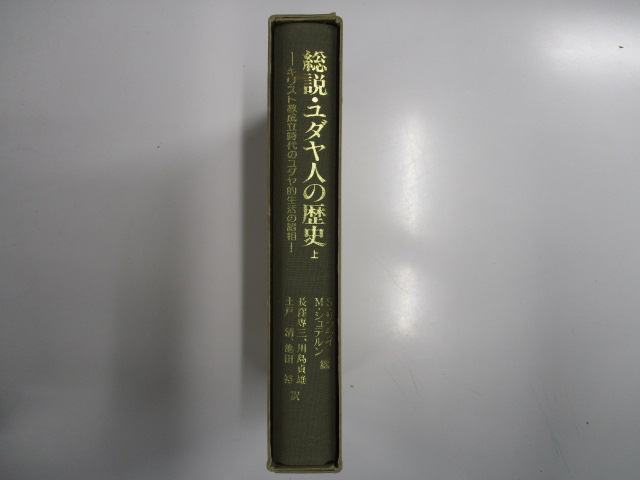 総説・ユダヤ人の歴史 上
―キリスト教成立時代のユダヤ的生活の諸相―
S・サフライ
M・シュテルン 編
長窪専三、川島貞雄
土戸 清、池田 裕 訳